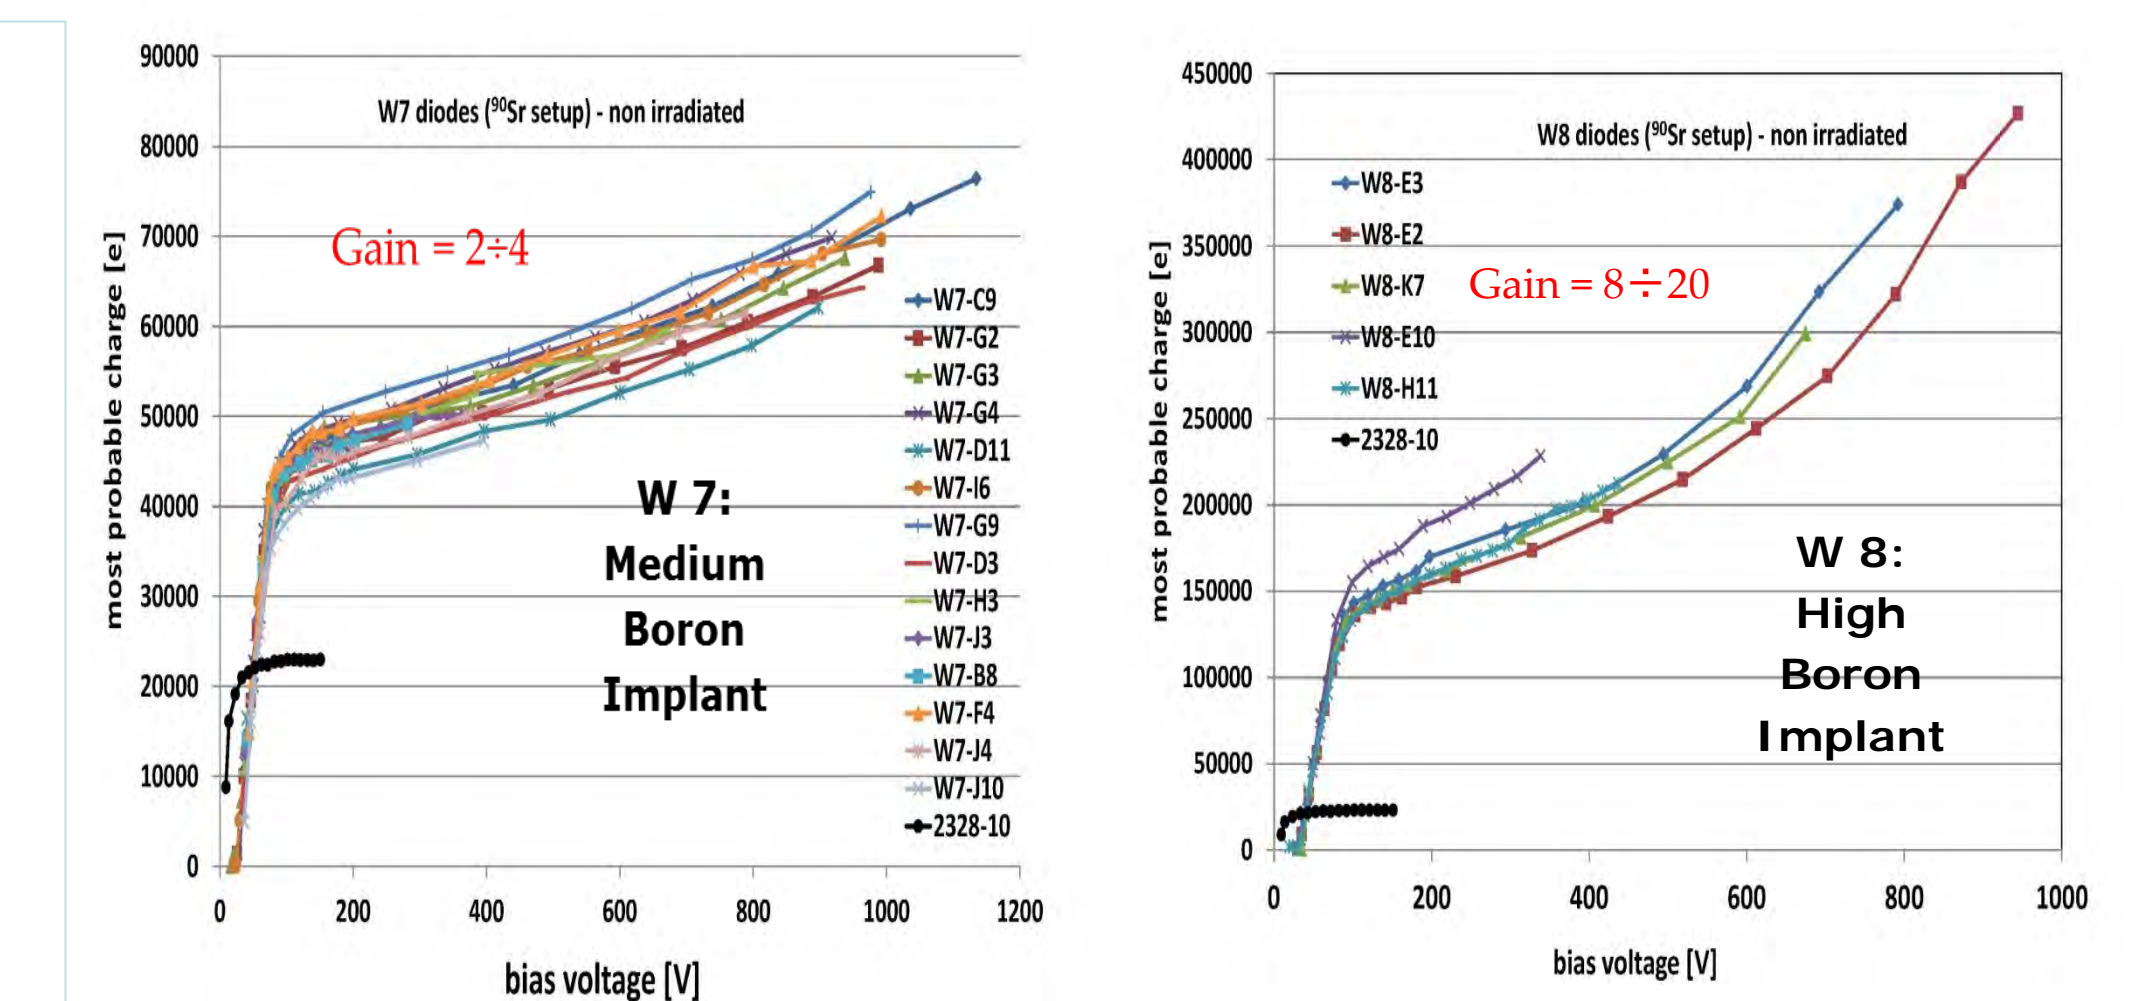 90000
80000
70000
60000
50000
40000
30000
20000
10000
0
most probable charge [e]
W7 diodes (⁹⁰Sr setup) - non irradiated
Gain = 2÷4
W7-C9
W7-G2
W7-G3
W7-G4
W7-D11
W7-I6
W7-G9
W7-D3
W7-H3
W7-J3
W7-B8
W7-F4
W7-J4
W7-J10
2328-10
W 7:
Medium
Boron
Implant
0 200 400 600 800 1000 1200
bias voltage [V]
450000
400000
350000
300000
250000
200000
150000
100000
50000
0
most probable charge [e]
W8 diodes (⁹⁰Sr setup) - non irradiated
W8-E3
W8-E2
W8-K7
W8-E10
W8-H11
2328-10
Gain = 8÷20
W 8:
High
Boron
Implant
0 200 400 600 800 1000
bias voltage [V]